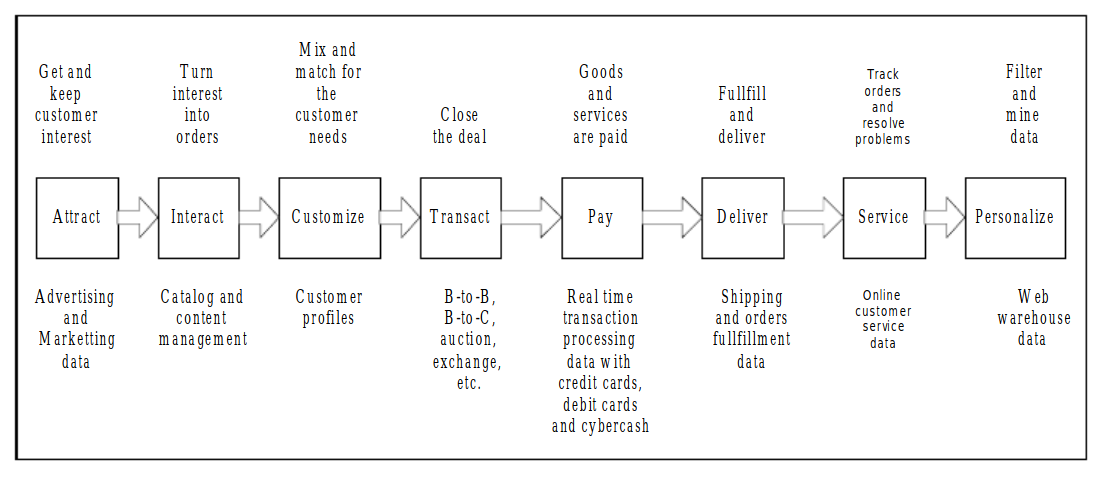 Get and
keep
customer
interest
Turn
interest
into
orders
Mix and
match for
the
customer
needs
Close
the deal
Goods
and
services
are paid
Fullfill
and
deliver
Track
orders
and
resolve
problems
Filter
and
mine
data
Attract
Interact
Customize
Transact
Pay
Deliver
Service
Personalize
Advertising
and
Marketting
data
Catalog and
content
management
Customer
profiles
B-to-B,
B-to-C,
auction,
exchange,
etc.
Real time
transaction
processing
data with
credit cards,
debit cards
and cybercash
Shipping
and orders
fullfillment
data
Online
customer
service
data
Web
warehouse
data